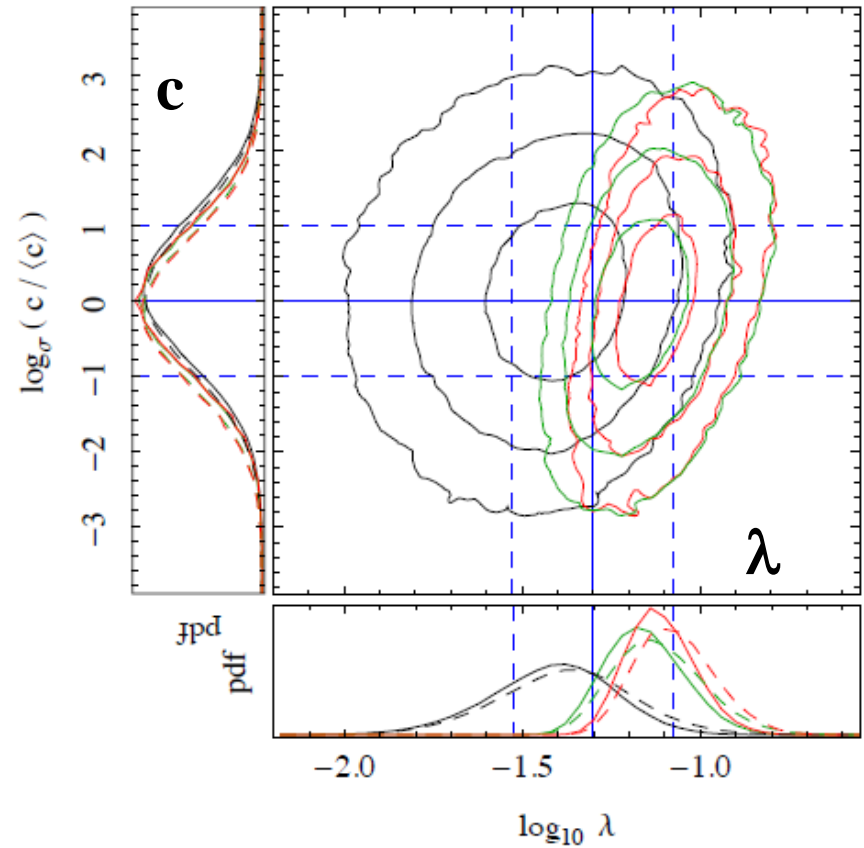 c
log_σ ( c / ⟨c⟩ )
3
2
1
0
−1
−2
−3
λ
pdf
pdf
−2.0
−1.5
−1.0
log₁₀ λ